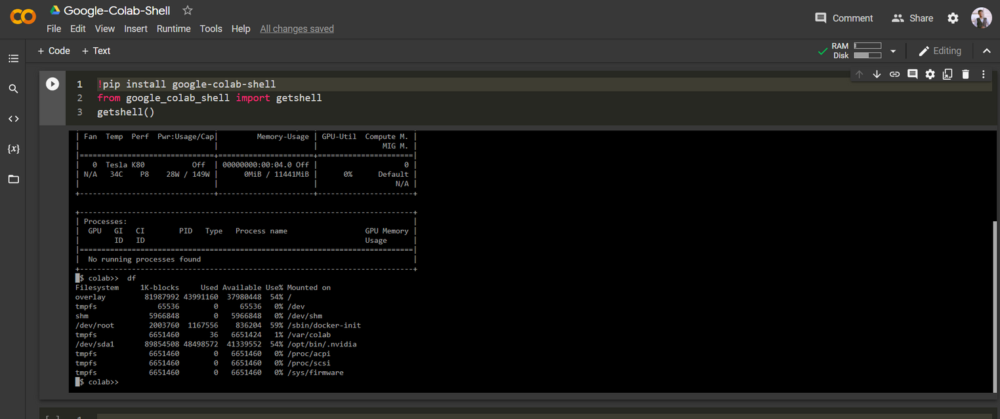 Google-Colab-Shell
File Edit View Insert Runtime Tools Help All changes saved
Comment Share
+ Code + Text
RAM
Disk
Editing
1 !pip install google-colab-shell
2 from google_colab_shell import getshell
3 getshell()
{x}
| Fan  Temp  Perf  Pwr:Usage/Cap|         Memory-Usage | GPU-Util  Compute M. |
|                               |                      |               MIG M. |
|===============================+======================+======================|
|   0  Tesla K80           Off  | 00000000:00:04.0 Off |                    0 |
| N/A   34C    P8    28W / 149W |      0MiB / 11441MiB |      0%      Default |
|                               |                      |                  N/A |
+-------------------------------+----------------------+----------------------+
+-----------------------------------------------------------------------------+
| Processes:                                                                  |
|  GPU   GI   CI        PID   Type   Process name                  GPU Memory |
|        ID   ID                                                   Usage      |
|=============================================================================|
|  No running processes found                                                 |
+-----------------------------------------------------------------------------+
$ colab>>  df
Filesystem     1K-blocks     Used Available Use% Mounted on
overlay         81987992 43991160  37980448  54% /
tmpfs              65536        0     65536   0% /dev
shm              5966848        0   5966848   0% /dev/shm
/dev/root        2003760  1167556    836204  59% /sbin/docker-init
tmpfs            6651460       36   6651424   1% /var/colab
/dev/sda1       89854508 48498572  41339552  54% /opt/bin/.nvidia
tmpfs            6651460        0   6651460   0% /proc/acpi
tmpfs            6651460        0   6651460   0% /proc/scsi
tmpfs            6651460        0   6651460   0% /sys/firmware
$ colab>>